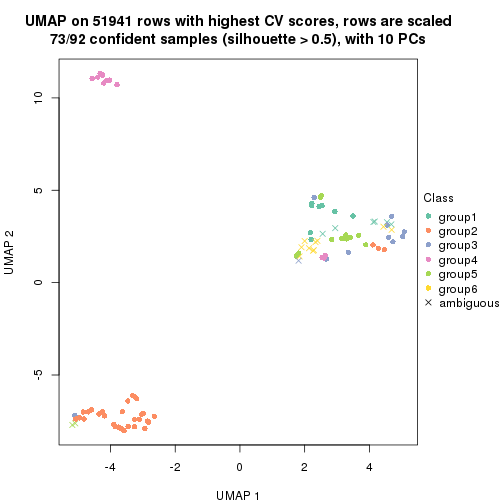 UMAP on 51941 rows with highest CV scores, rows are scaled
73/92 confident samples (silhouette > 0.5), with 10 PCs
10
5
0
-5
UMAP 2
-4
-2
0
2
4
UMAP 1
Class
group1
group2
group3
group4
group5
group6
ambiguous